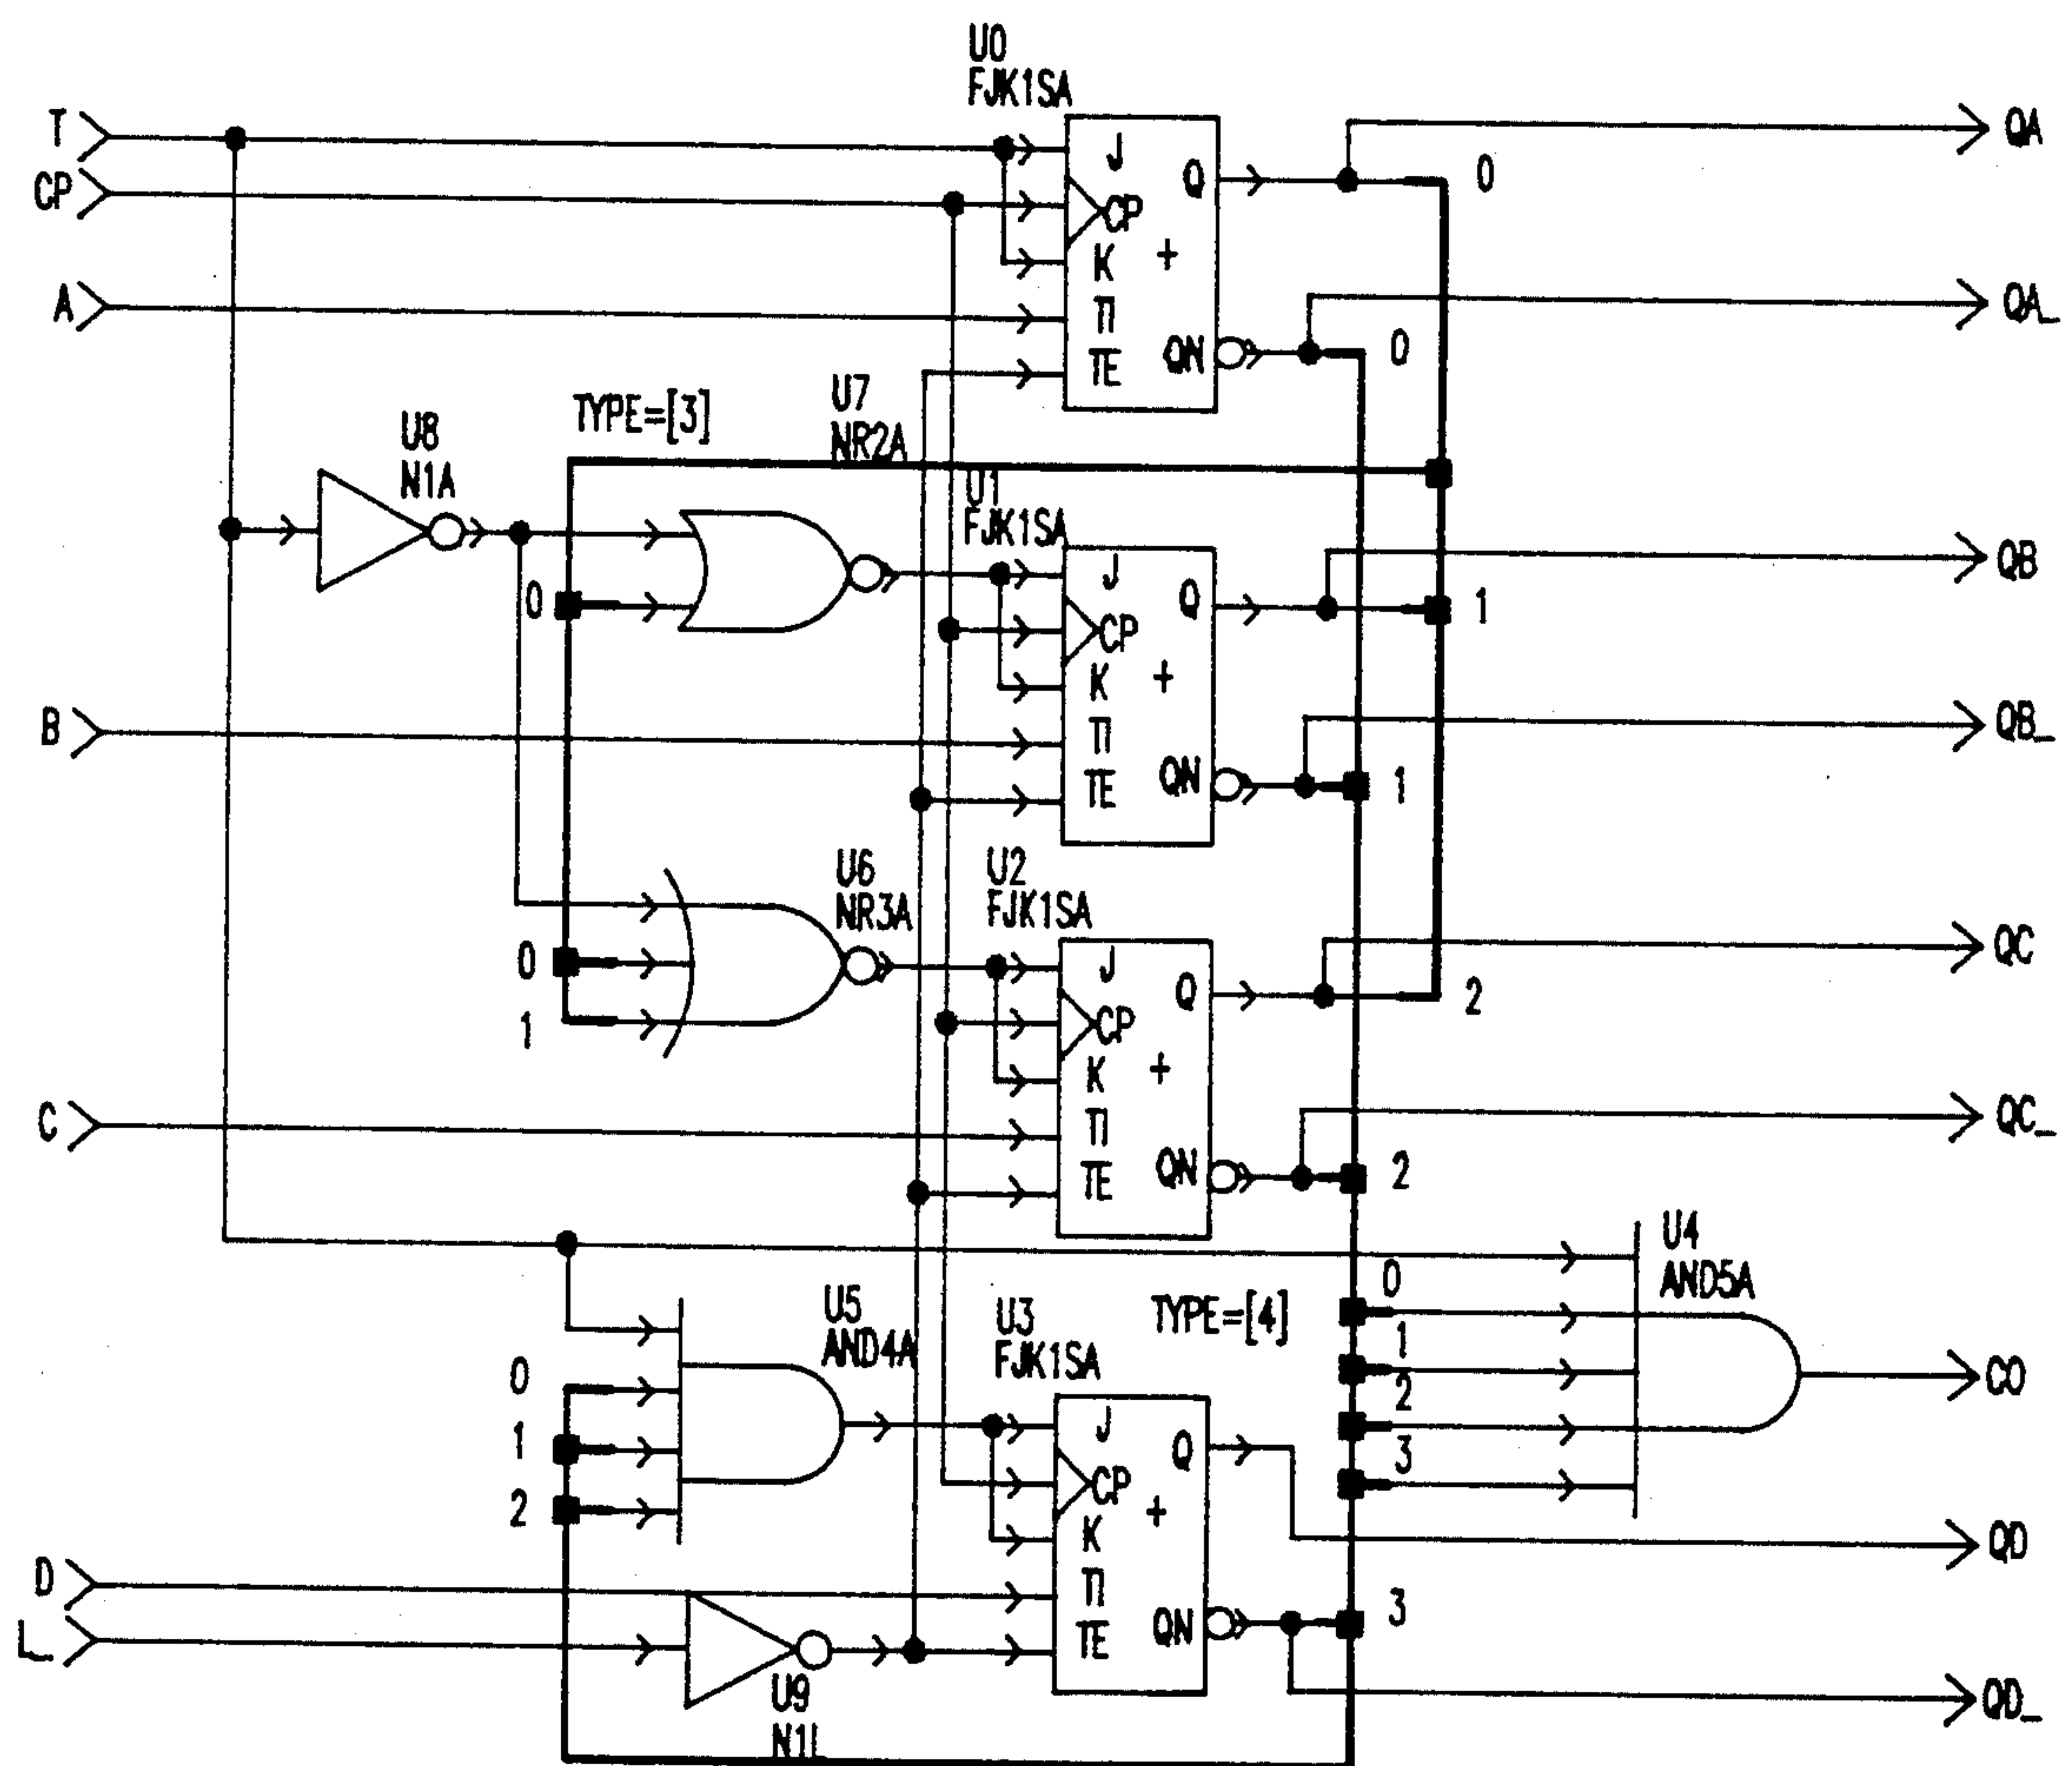 U0
FJK1SA
T
CP
A
J
CP
K
TI
TE
Q
+
QN
0
0
QA
QA_
U8
N1A
TYPE=[3]
U7
NR2A
U1
FJK1SA
0
J
CP
K
TI
TE
Q
+
QN
1
1
QB
QB_
B
U6
NR3A
U2
FJK1SA
0
1
J
CP
K
TI
TE
Q
+
QN
2
2
QC
QC_
C
U5
AND4A
U3
FJK1SA
TYPE=[4]
U4
AND5A
0
1
2
3
0
1
2
CO
J
CP
K
TI
TE
Q
+
QN
3
QD
QD_
D
L_
U9
N1L